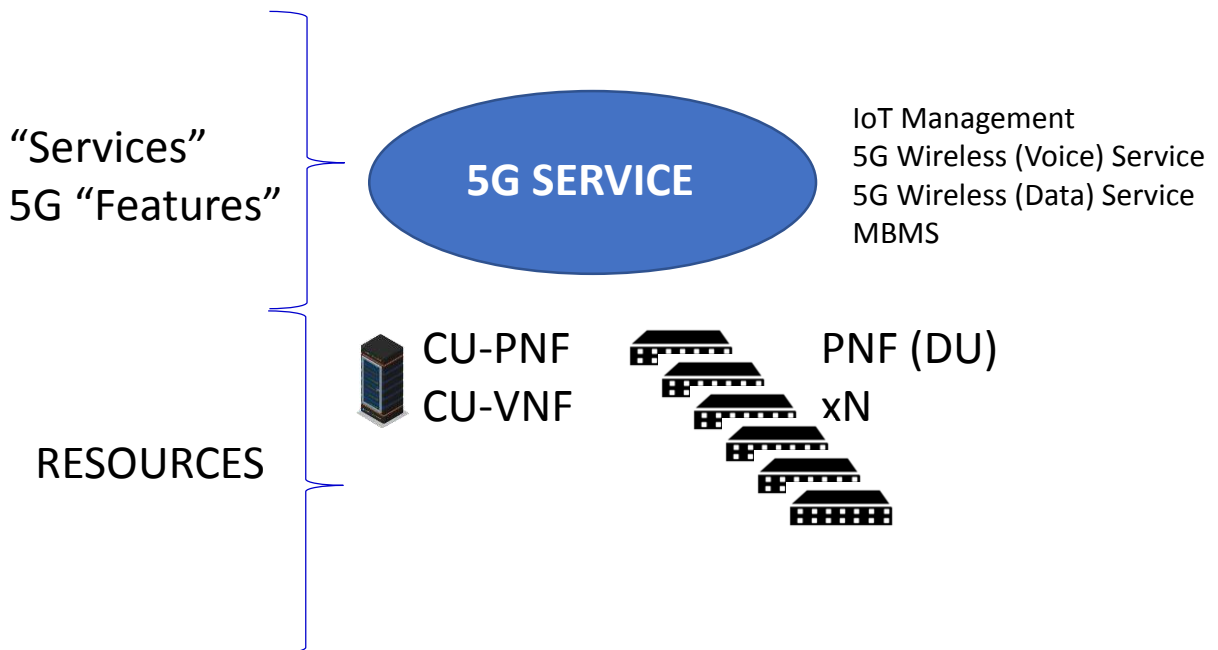 “Services”
5G “Features”
5G SERVICE
IoT Management
5G Wireless (Voice) Service
5G Wireless (Data) Service
MBMS
RESOURCES
CU-PNF
CU-VNF
PNF (DU)
xN